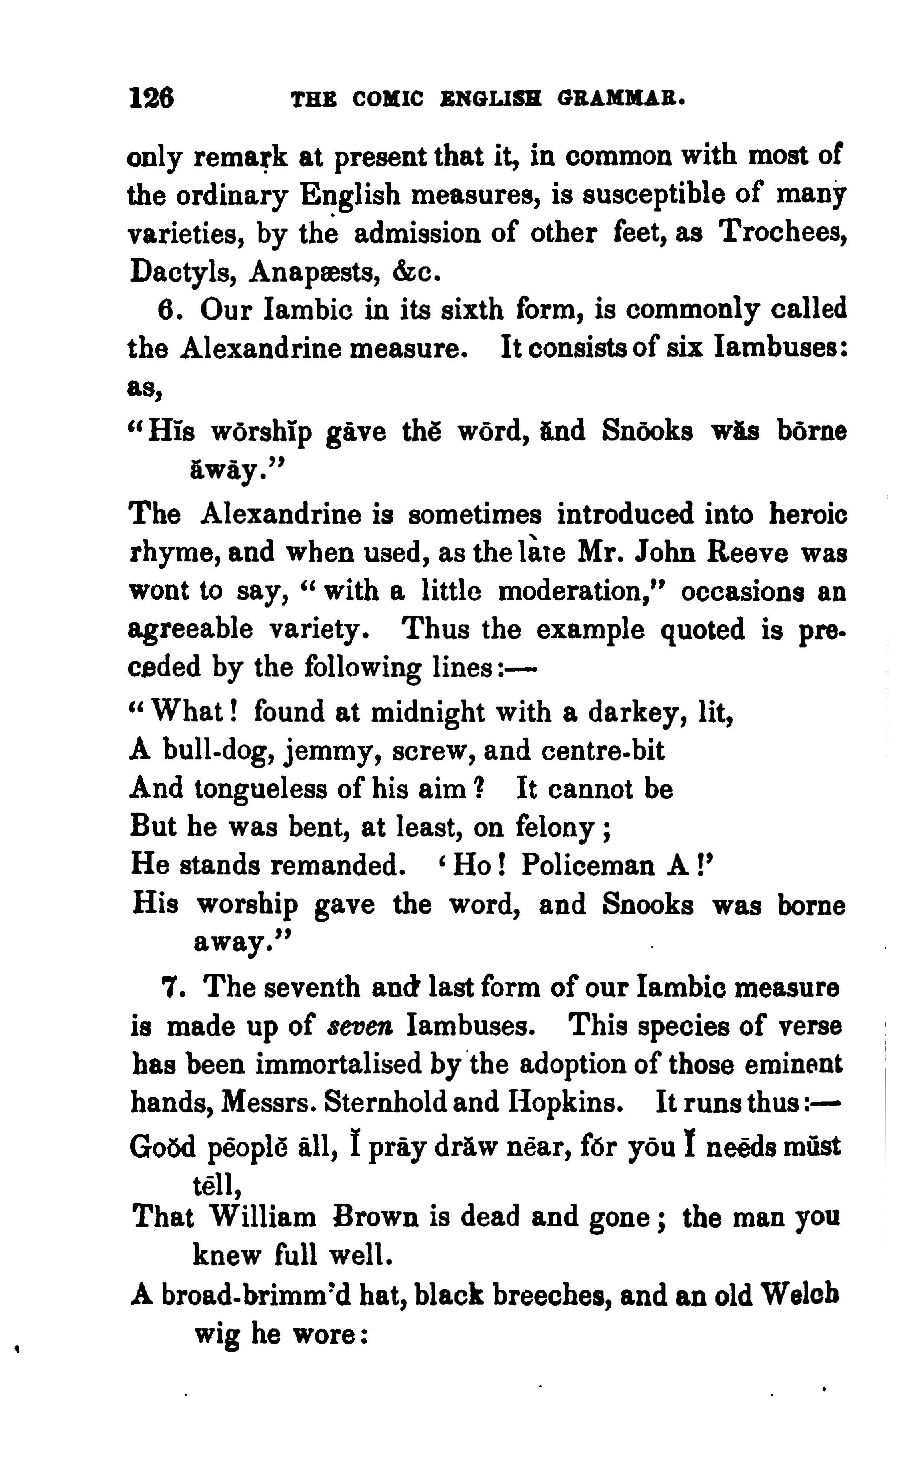 126 THE COMIC ENGLISH GRAMMAR.
only remark at present that it, in common with most of
the ordinary English measures, is susceptible of many
varieties, by the admission of other feet, as Trochees,
Dactyls, Anapæsts, &c.
6. Our Iambic in its sixth form, is commonly called
the Alexandrine measure. It consists of six Iambuses:
as,
“Hĭs wōrshĭp gāve thĕ wōrd, ănd Snōoks wăs bōrne
ăwāy.”
The Alexandrine is sometimes introduced into heroic
rhyme, and when used, as the late Mr. John Reeve was
wont to say, “with a little moderation,” occasions an
agreeable variety. Thus the example quoted is pre-
ceded by the following lines:—
“What! found at midnight with a darkey, lit,
A bull-dog, jemmy, screw, and centre-bit
And tongueless of his aim? It cannot be
But he was bent, at least, on felony;
He stands remanded. ‘Ho! Policeman A!’
His worship gave the word, and Snooks was borne
away.”
7. The seventh and last form of our Iambic measure
is made up of seven Iambuses. This species of verse
has been immortalised by the adoption of those eminent
hands, Messrs. Sternhold and Hopkins. It runs thus:—
Goŏd pēoplĕ āll, Ĭ prāy drăw nēar, fŏr yōu Ĭ neēds mŭst
tēll,
That William Brown is dead and gone; the man you
knew full well.
A broad-brimm'd hat, black breeches, and an old Welch
wig he wore: